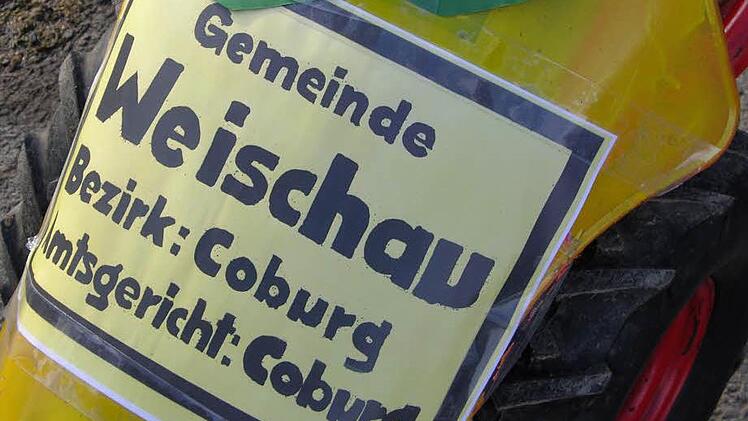 Gemeinde
Weischau
Bezirk: Coburg
Amtsgericht: Coburg